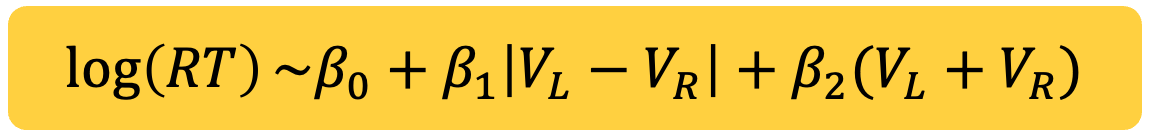 log(RT) ~β₀ + β₁|V_L − V_R| + β₂(V_L + V_R)